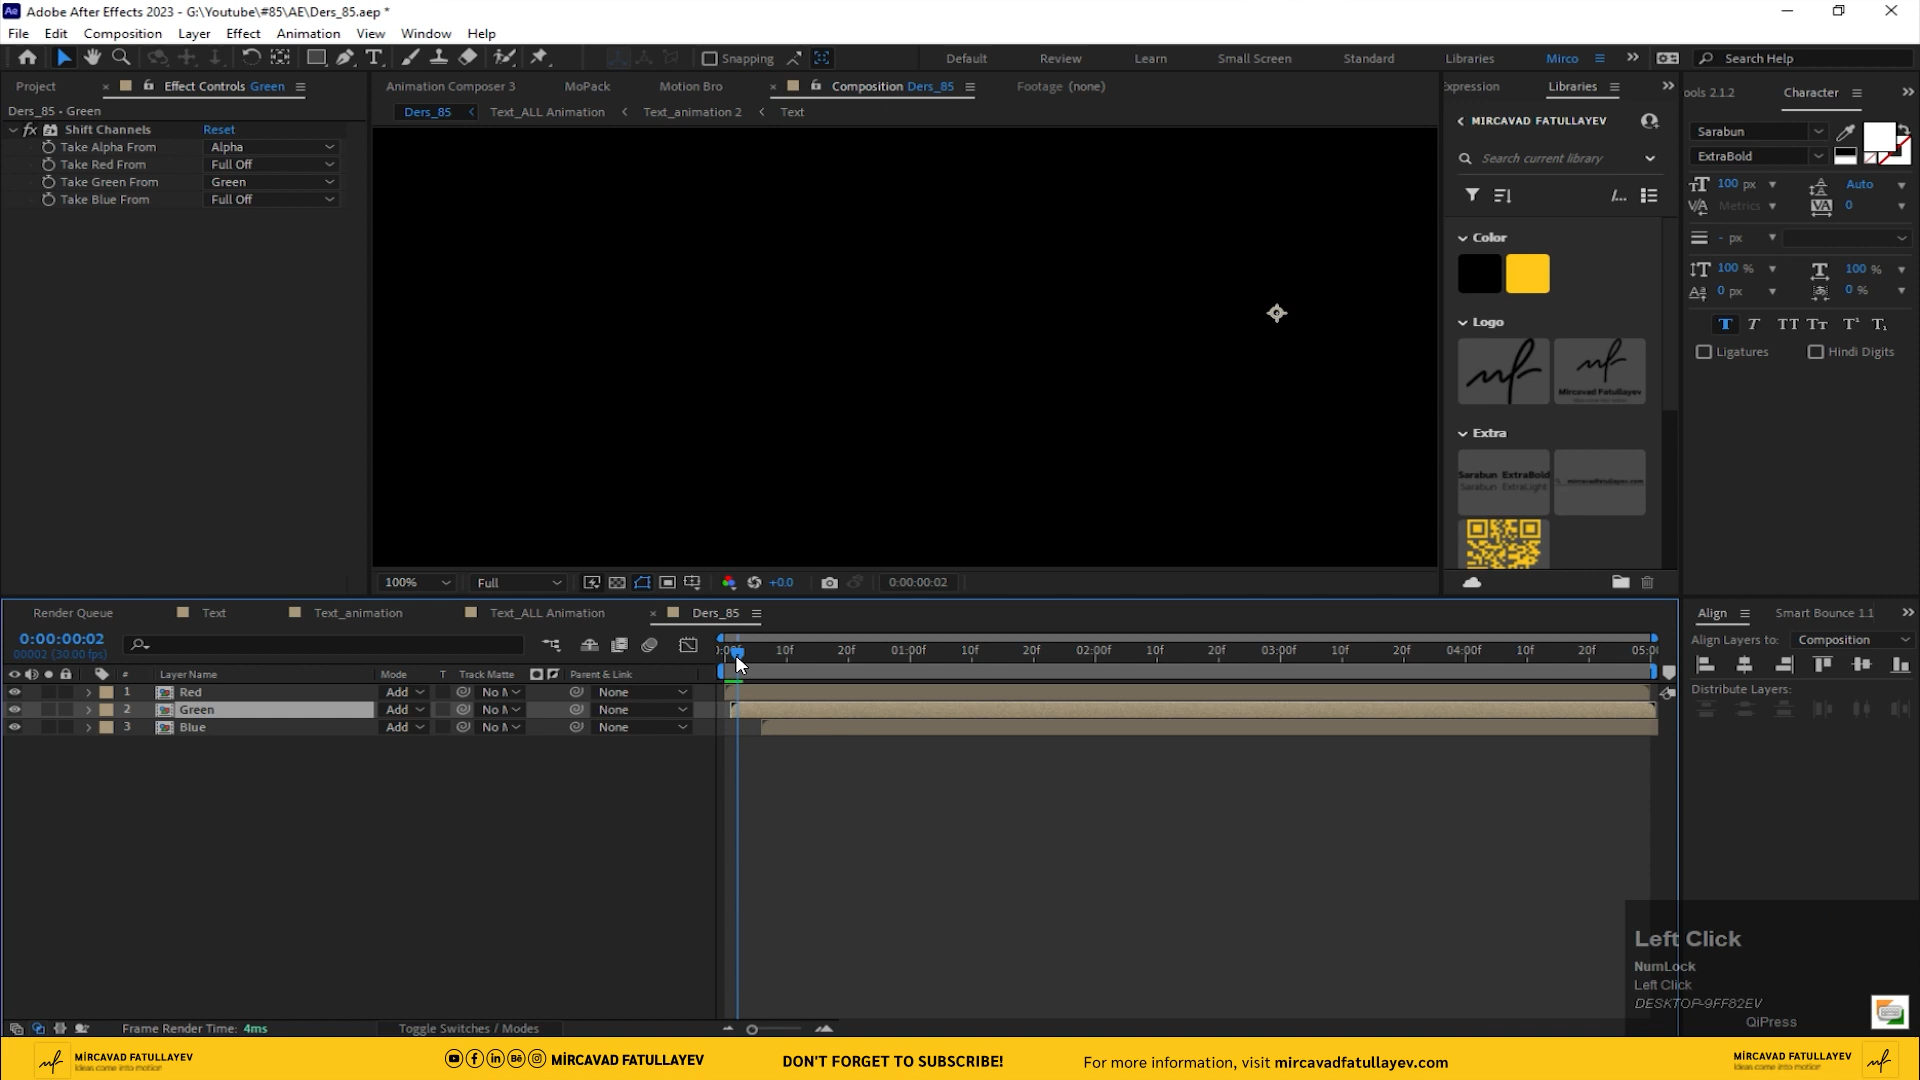 Adobe After Effects 2023 - G:\Youtube\#85\AE\Ders_85.aep *
File Edit Composition Layer Effect Animation View Window Help
Snapping
Default Review Learn Small Screen Standard Libraries Mirco
Search Help
Project Effect Controls Green
Animation Composer 3 MoPack Motion Bro Composition Ders_85 Footage (none)
Libraries
Character
Ders_85 - Green
Ders_85 Text_ALL Animation Text_animation 2 Text
MIRCAVAD FATULLAYEV
Shift Channels Reset
Take Alpha From Alpha
Take Red From Full Off
Take Green From Green
Take Blue From Full Off
Search current library
Sarabun
ExtraBold
100 px Auto
Metrics 0
- px
100 % 100 %
0 px 0 %
T T TT Tт T¹ T,
Ligatures Hindi Digits
Color
Logo
Mircavad Fatullayev
Extra
Sarabun ExtraBold
Sarabun ExtraLight
mircavadfatullayev.com
100% Full +0.0 0:00:00:02
Render Queue Text Text_animation Text_ALL Animation Ders_85
0:00:00:02
00002 (30.00 fps)
10f 20f 01:00f 10f 20f 02:00f 10f 20f 03:00f 10f 20f 04:00f 10f 20f 05:00
# Layer Name Mode T Track Matte Parent & Link
1 Red Add No M None
2 Green Add No M None
3 Blue Add No M None
Align Smart Bounce 1.1
Align Layers to: Composition
Distribute Layers:
Left Click
NumLock
Left Click
DESKTOP-9FF82EV
QiPress
Frame Render Time: 4ms Toggle Switches / Modes
MİRCAVAD FATULLAYEV
Ideas come into motion
MİRCAVAD FATULLAYEV
DON'T FORGET TO SUBSCRIBE!
For more information, visit mircavadfatullayev.com
MİRCAVAD FATULLAYEV
Ideas come into motion